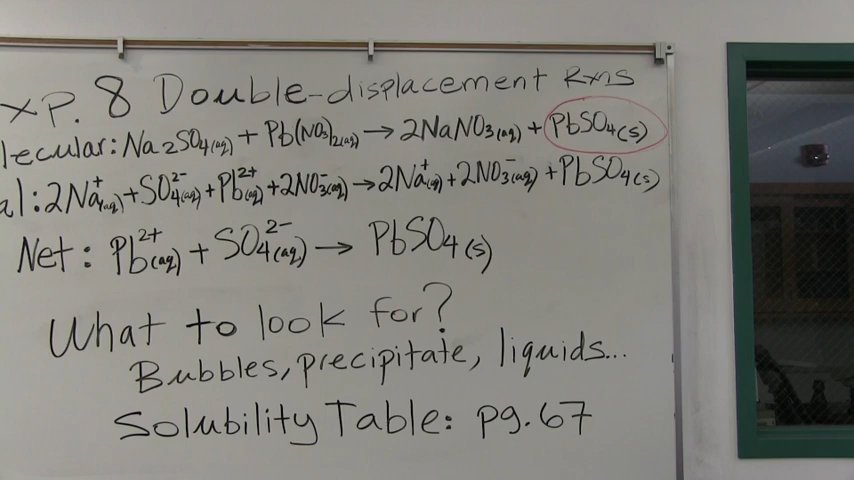 XP. 8 Double-displacement Rxns
lecular: Na₂SO₄(aq) + Pb(NO₃)₂(aq) → 2NaNO₃(aq) + PbSO₄(s)
al: 2Na⁺(aq) + SO₄²⁻(aq) + Pb²⁺(aq) + 2NO₃⁻(aq) → 2Na⁺(aq) + 2NO₃⁻(aq) + PbSO₄(s)
Net: Pb²⁺(aq) + SO₄²⁻(aq) → PbSO₄(s)
What to look for?
Bubbles, precipitate, liquids...
Solubility Table: pg. 67